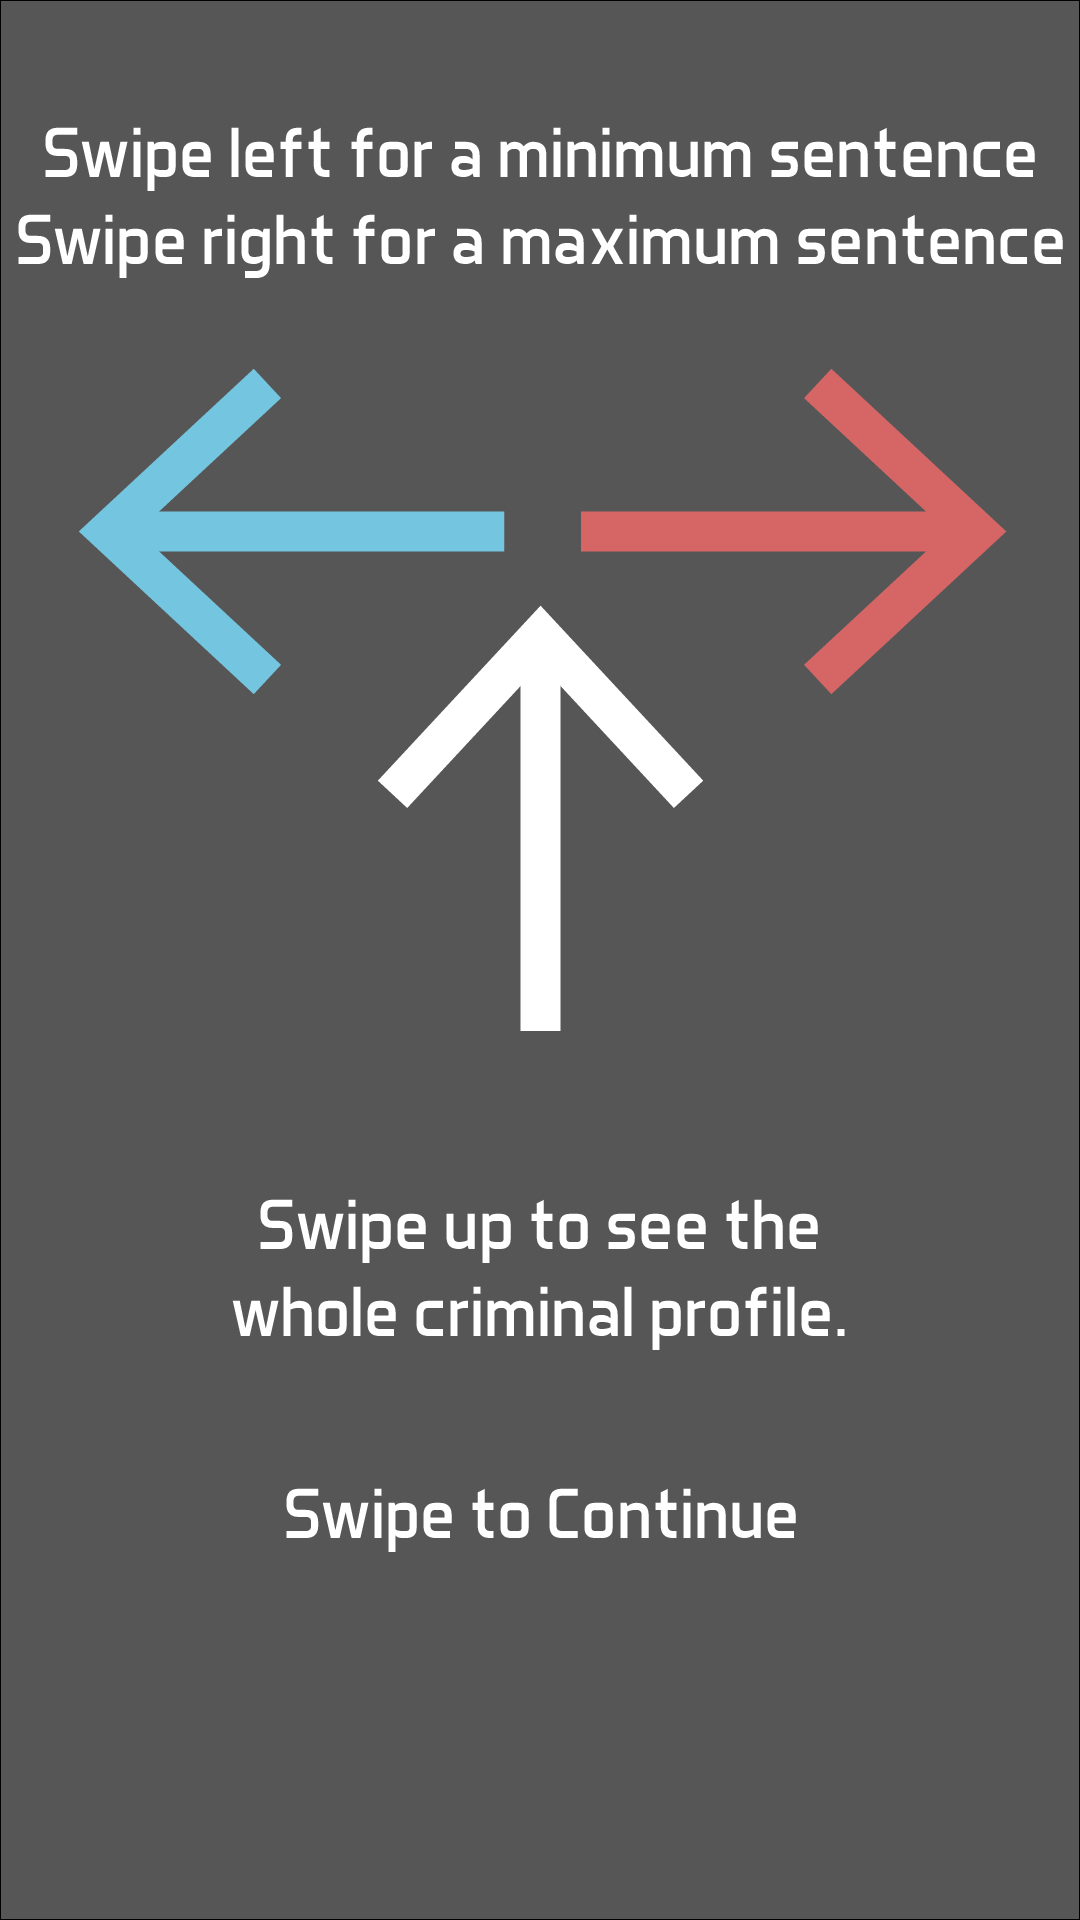 Swipe left for a minimum sentence
Swipe right for a maximum sentence
Swipe up to see the
whole criminal profile.
Swipe to Continue